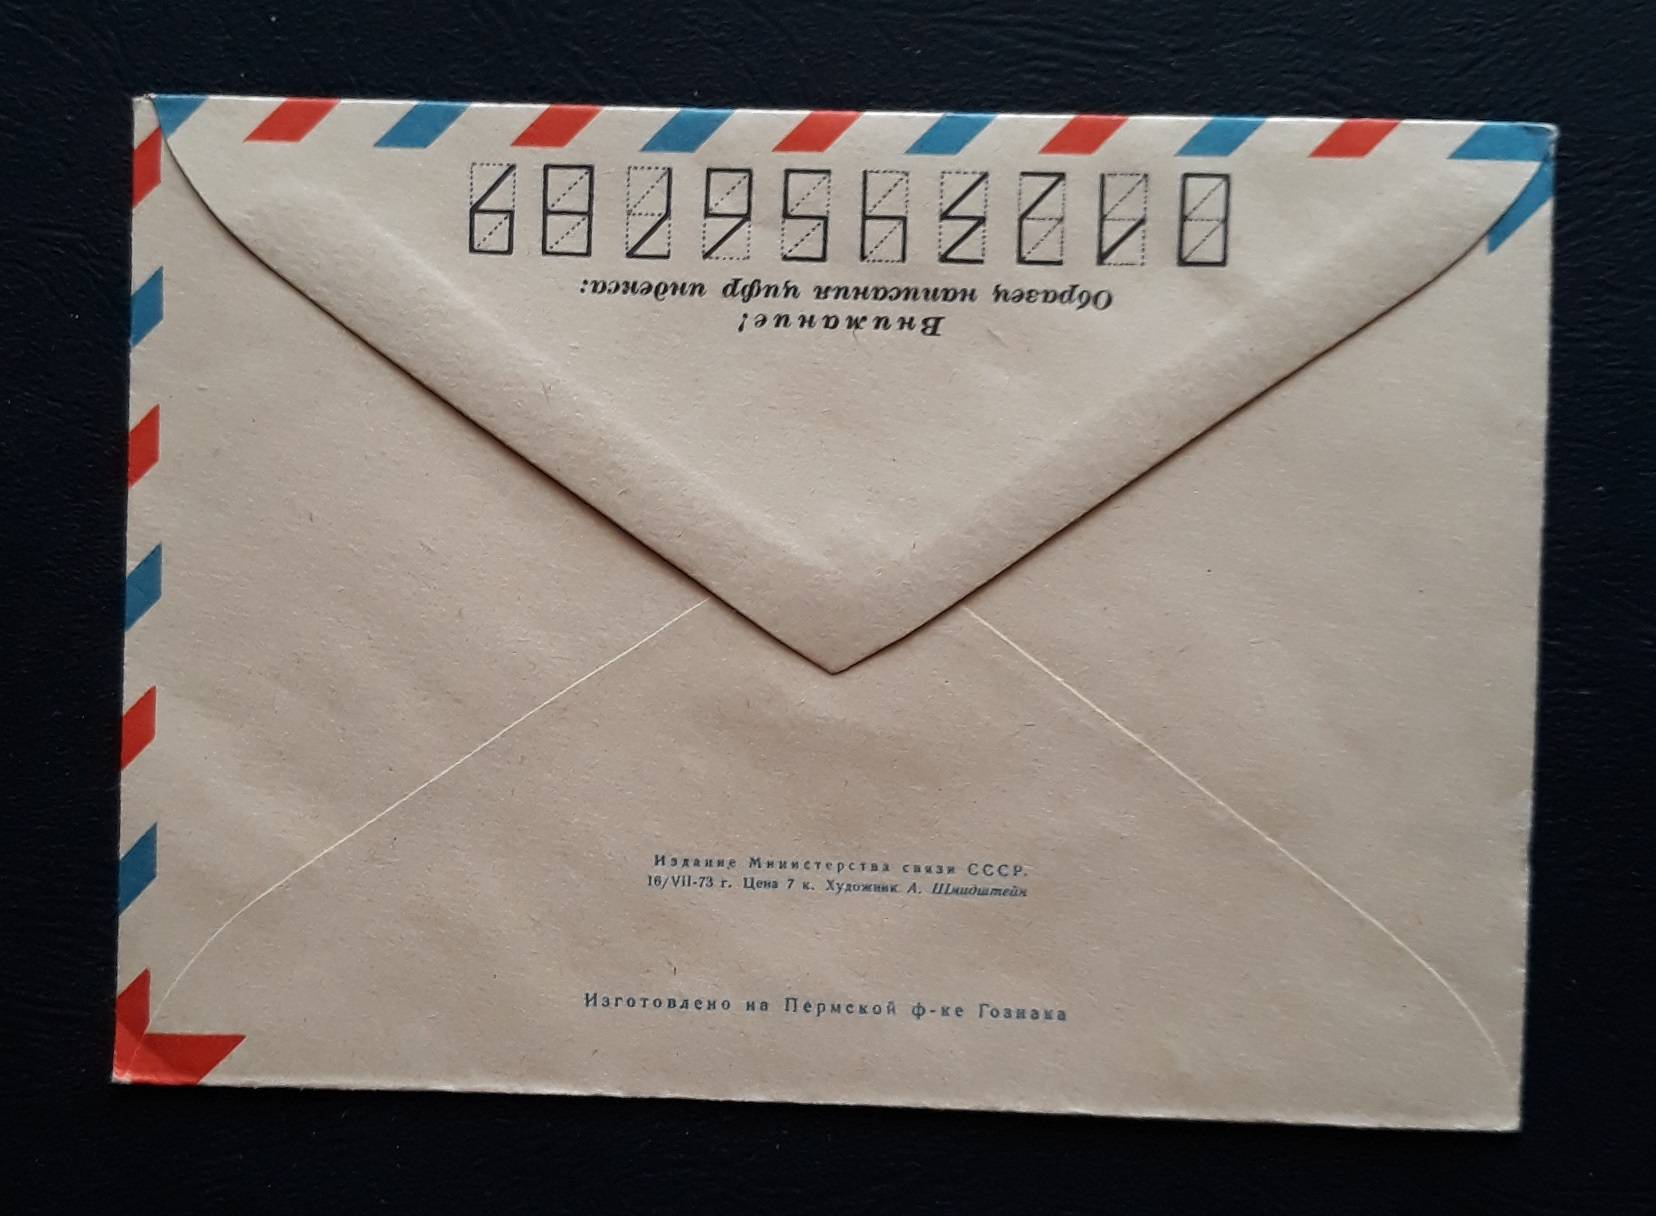 Внимание!
Образец написания цифр индекса:
0123456789
Издание Министерства связи СССР.
16/VII-73 г. Цена 7 к. Художник А. Шмидштейн
Изготовлено на Пермской ф-ке Гознака